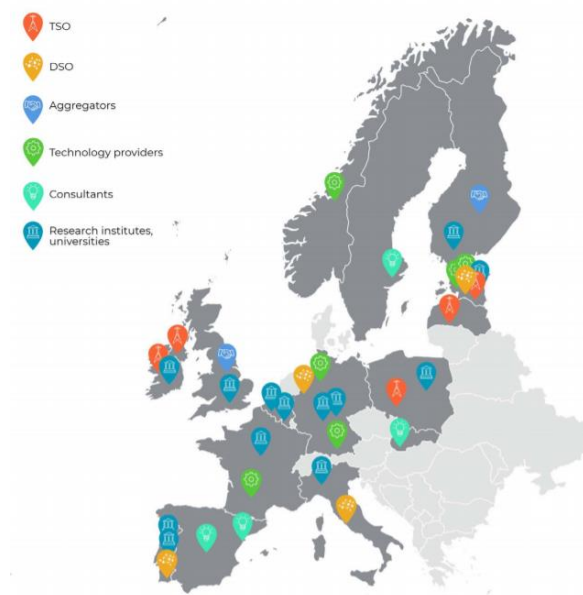 TSO
DSO
Aggregators
Technology providers
Consultants
Research institutes,
universities